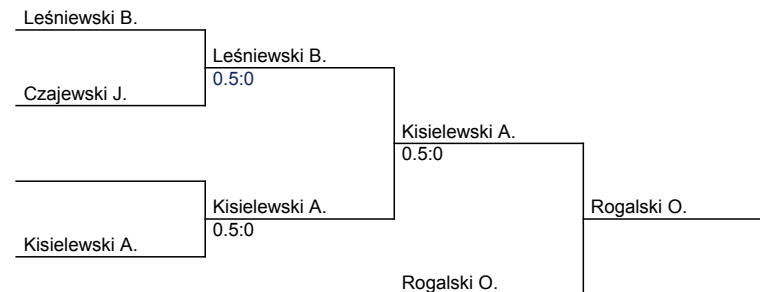 Leśniewski B.
Leśniewski B.
0.5:0
Czajewski J.
Kisielewski A.
0.5:0
Kisielewski A.
0.5:0
Rogalski O.
Kisielewski A.
Rogalski O.